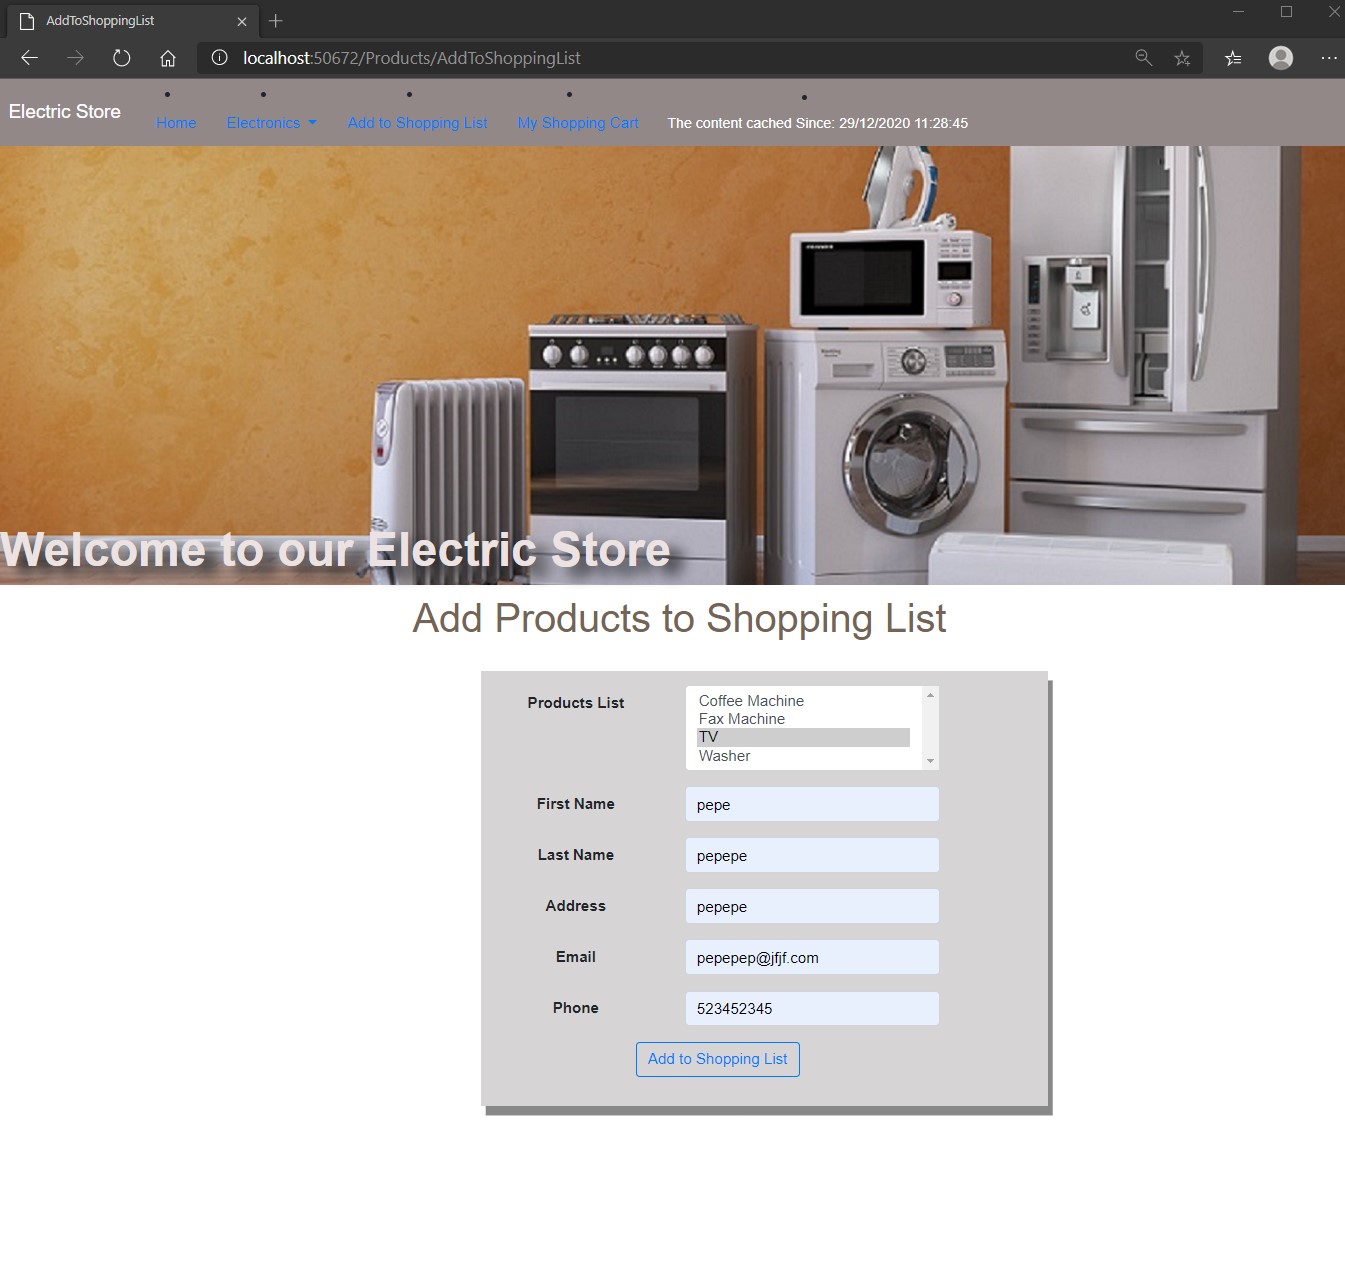 AddToShoppingList
localhost:50672/Products/AddToShoppingList
Electric Store
Home
Electronics
Add to Shopping List
My Shopping Cart
The content cached Since: 29/12/2020 11:28:45
Welcome to our Electric Store
Add Products to Shopping List
Products List
Coffee Machine
Fax Machine
TV
Washer
First Name
pepe
Last Name
pepepe
Address
pepepe
Email
pepepep@jfjf.com
Phone
523452345
Add to Shopping List